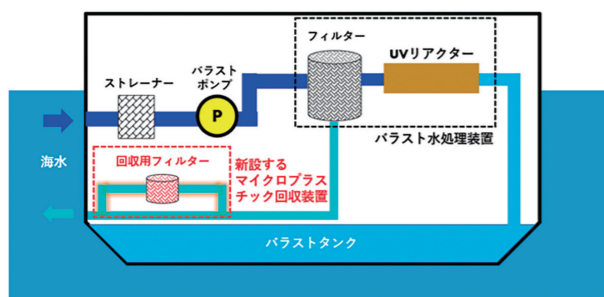 フィルター
UVリアクター
バラスト
ポンプ
ストレーナー
P
バラスト水処理装置
海水
回収用フィルター
新設する
マイクロプラス
チック回収装置
バラストタンク